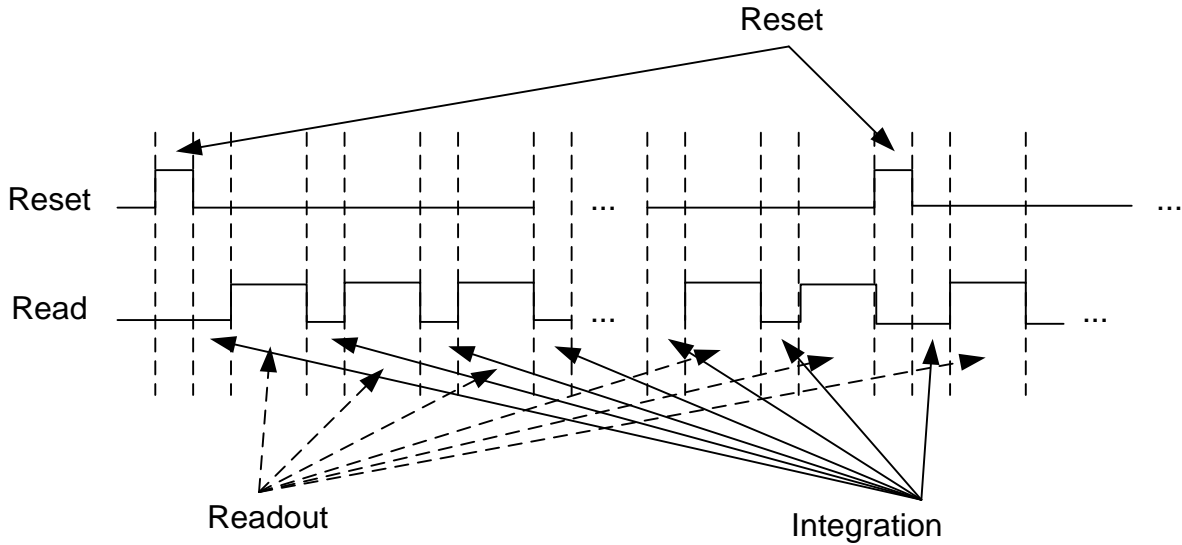 Reset
Reset ... ...
Read ... ...
Readout
Integration